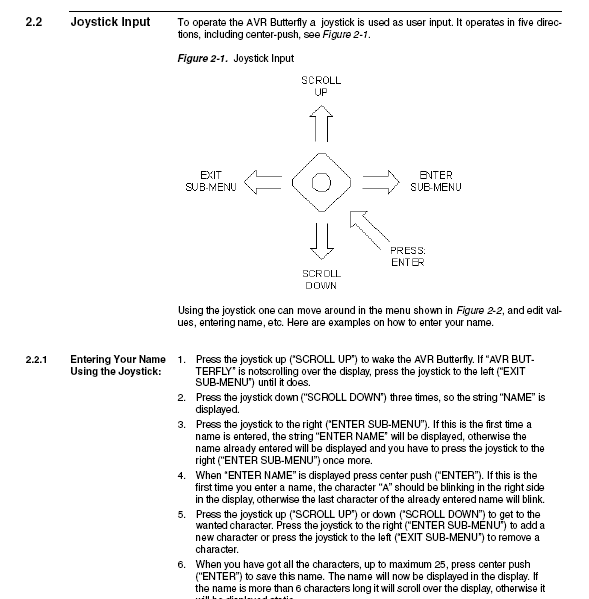 2.2 Joystick Input To operate the AVR Butterfly a joystick is used as user input. It operates in five direc-
tions, including center-push, see Figure 2-1.
Figure 2-1. Joystick Input
SCROLL
UP
EXIT
SUB-MENU
ENTER
SUB-MENU
PRESS:
ENTER
SCROLL
DOWN
Using the joystick one can move around in the menu shown in Figure 2-2, and edit val-
ues, entering name, etc. Here are examples on how to enter your name.
2.2.1 Entering Your Name
Using the Joystick:
1. Press the joystick up ("SCROLL UP") to wake the AVR Butterfly. If "AVR BUT-
TERFLY" is notscrolling over the display, press the joystick to the left ("EXIT
SUB-MENU") until it does.
2. Press the joystick down ("SCROLL DOWN") three times, so the string "NAME" is
displayed.
3. Press the joystick to the right ("ENTER SUB-MENU"). If this is the first time a
name is entered, the string "ENTER NAME" will be displayed, otherwise the
name already entered will be displayed and you have to press the joystick to the
right ("ENTER SUB-MENU") once more.
4. When "ENTER NAME" is displayed press center push ("ENTER"). If this is the
first time you enter a name, the character "A" should be blinking in the right side
in the display, otherwise the last character of the already entered name will blink.
5. Press the joystick up ("SCROLL UP") or down ("SCROLL DOWN") to get to the
wanted character. Press the joystick to the right ("ENTER SUB-MENU") to add a
new character or press the joystick to the left ("EXIT SUB-MENU") to remove a
character.
6. When you have got all the characters, up to maximum 25, press center push
("ENTER") to save this name. The name will now be displayed in the display. If
the name is more than 6 characters long it will scroll over the display, otherwise it
will be displayed static.